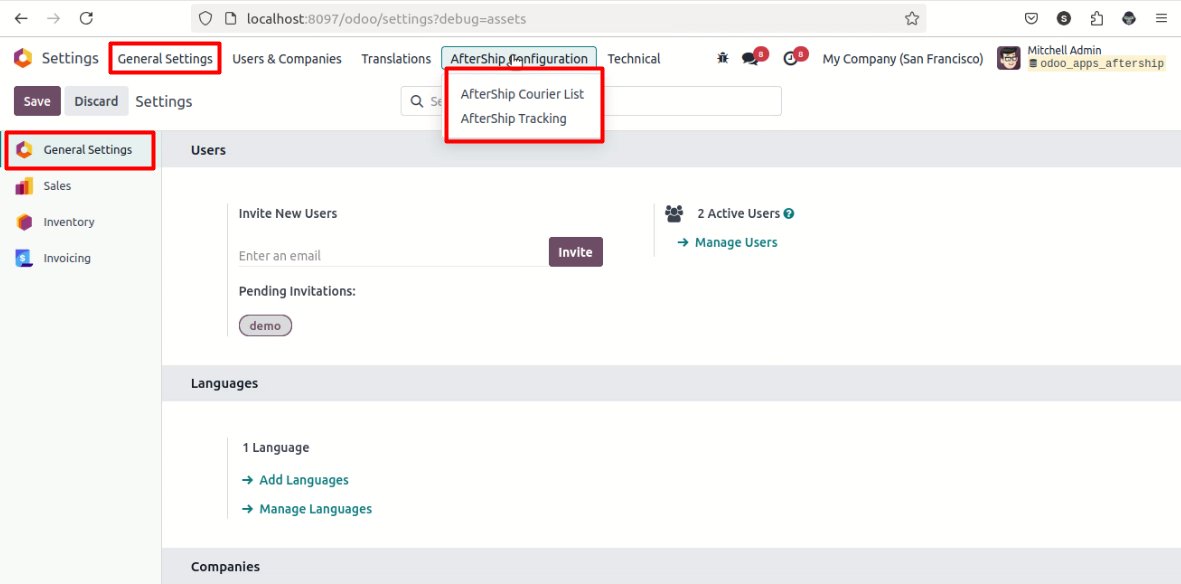 localhost:8097/odoo/settings?debug=assets
S
Settings General Settings Users & Companies Translations AfterShip Configuration Technical 8 8 My Company (San Francisco) Mitchell Admin
odoo_apps_aftership
Save Discard Settings
AfterShip Courier List
AfterShip Tracking
General Settings
Sales
Inventory
Invoicing
Users
Invite New Users
Enter an email
Invite
Pending Invitations:
demo
2 Active Users ?
→ Manage Users
Languages
1 Language
→ Add Languages
→ Manage Languages
Companies